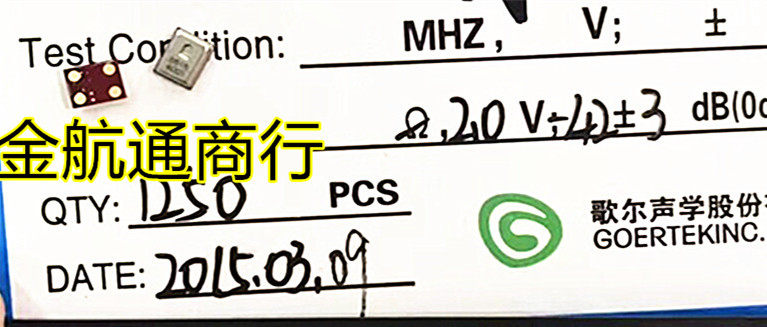 Test Condition: MHZ, V; ±
Ω, 2.0 V; -42±3 dB(0d
金航通商行
QTY: 1250 PCS
歌尔声学股份
GOERTEKINC.
DATE: 2015.03.09